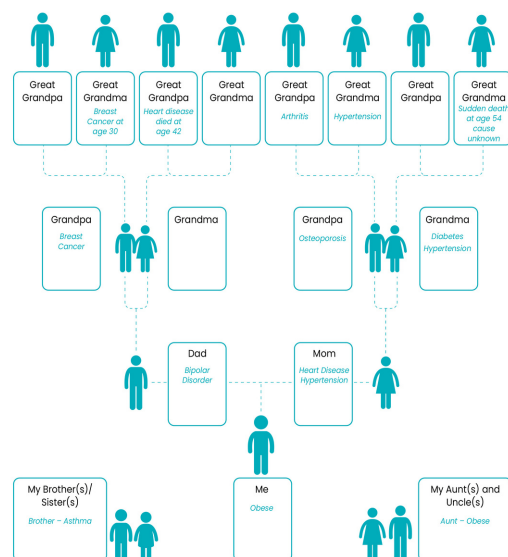 Great
Grandpa
Great
Grandma
Breast
Cancer at
age 30
Great
Grandpa
Heart disease
died at
age 42
Great
Grandma
Great
Grandpa
Arthritis
Great
Grandma
Hypertension
Great
Grandpa
Great
Grandma
Sudden death
at age 54
cause
unknown
Grandpa
Breast
Cancer
Grandma
Grandpa
Osteoporosis
Grandma
Diabetes
Hypertension
Dad
Bipolar
Disorder
Mom
Heart Disease
Hypertension
My Brother(s)/
Sister(s)
Brother – Asthma
Me
Obese
My Aunt(s) and
Uncle(s)
Aunt – Obese